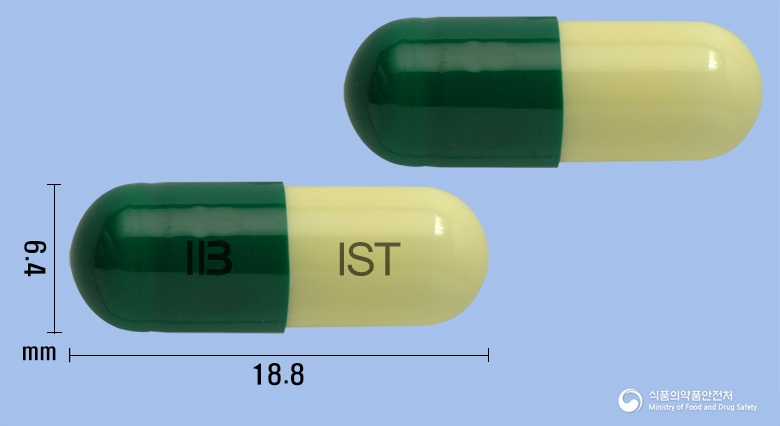 IIB IST
6.4
mm
18.8
식품의약품안전처
Ministry of Food and Drug Safety